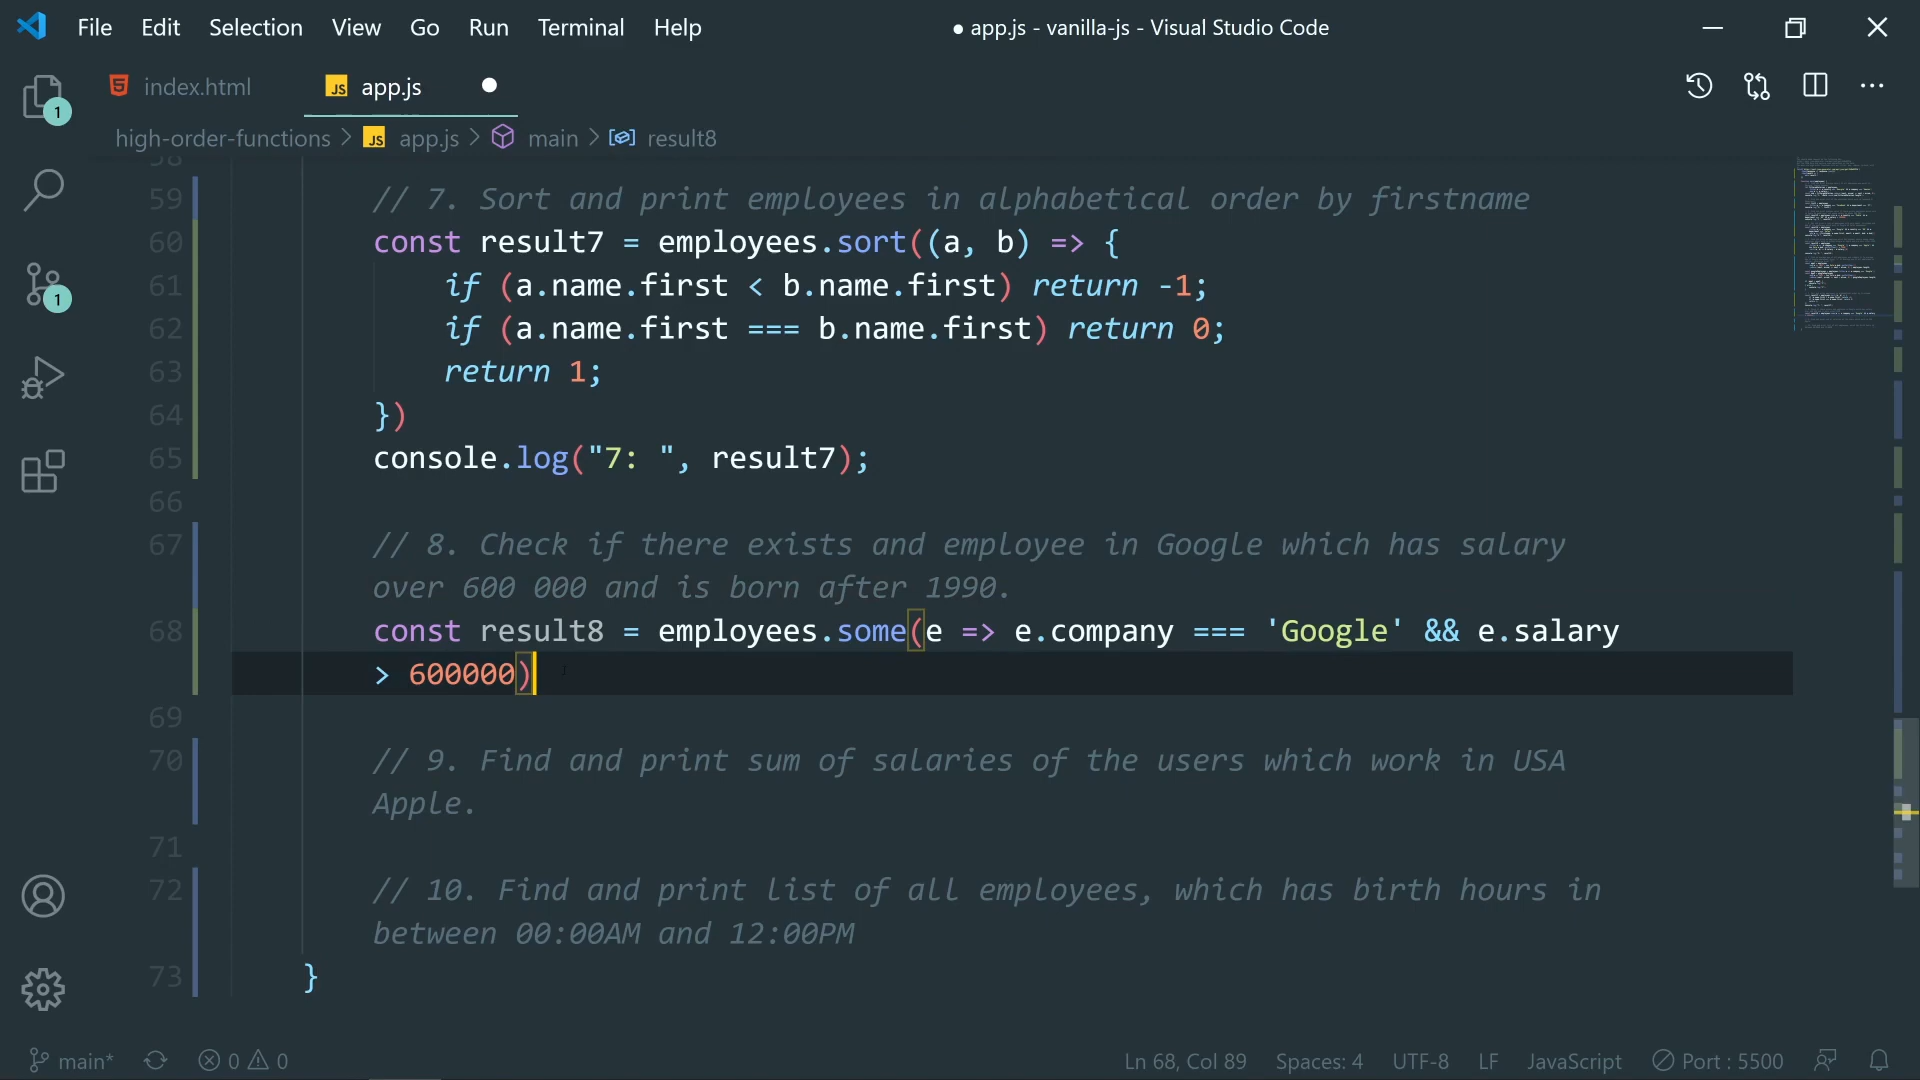 File Edit Selection View Go Run Terminal Help
● app.js - vanilla-js - Visual Studio Code
index.html
JS app.js
high-order-functions > JS app.js > main > result8
1
1
58
59 // 7. Sort and print employees in alphabetical order by firstname
60 const result7 = employees.sort((a, b) => {
61 if (a.name.first < b.name.first) return -1;
62 if (a.name.first === b.name.first) return 0;
63 return 1;
64 })
65 console.log("7: ", result7);
66
67 // 8. Check if there exists and employee in Google which has salary
over 600 000 and is born after 1990.
68 const result8 = employees.some(e => e.company === 'Google' && e.salary
> 600000)
69
70 // 9. Find and print sum of salaries of the users which work in USA
Apple.
71
72 // 10. Find and print list of all employees, which has birth hours in
between 00:00AM and 12:00PM
73 }
main* 0 0 Ln 68, Col 89 Spaces: 4 UTF-8 LF JavaScript Port : 5500